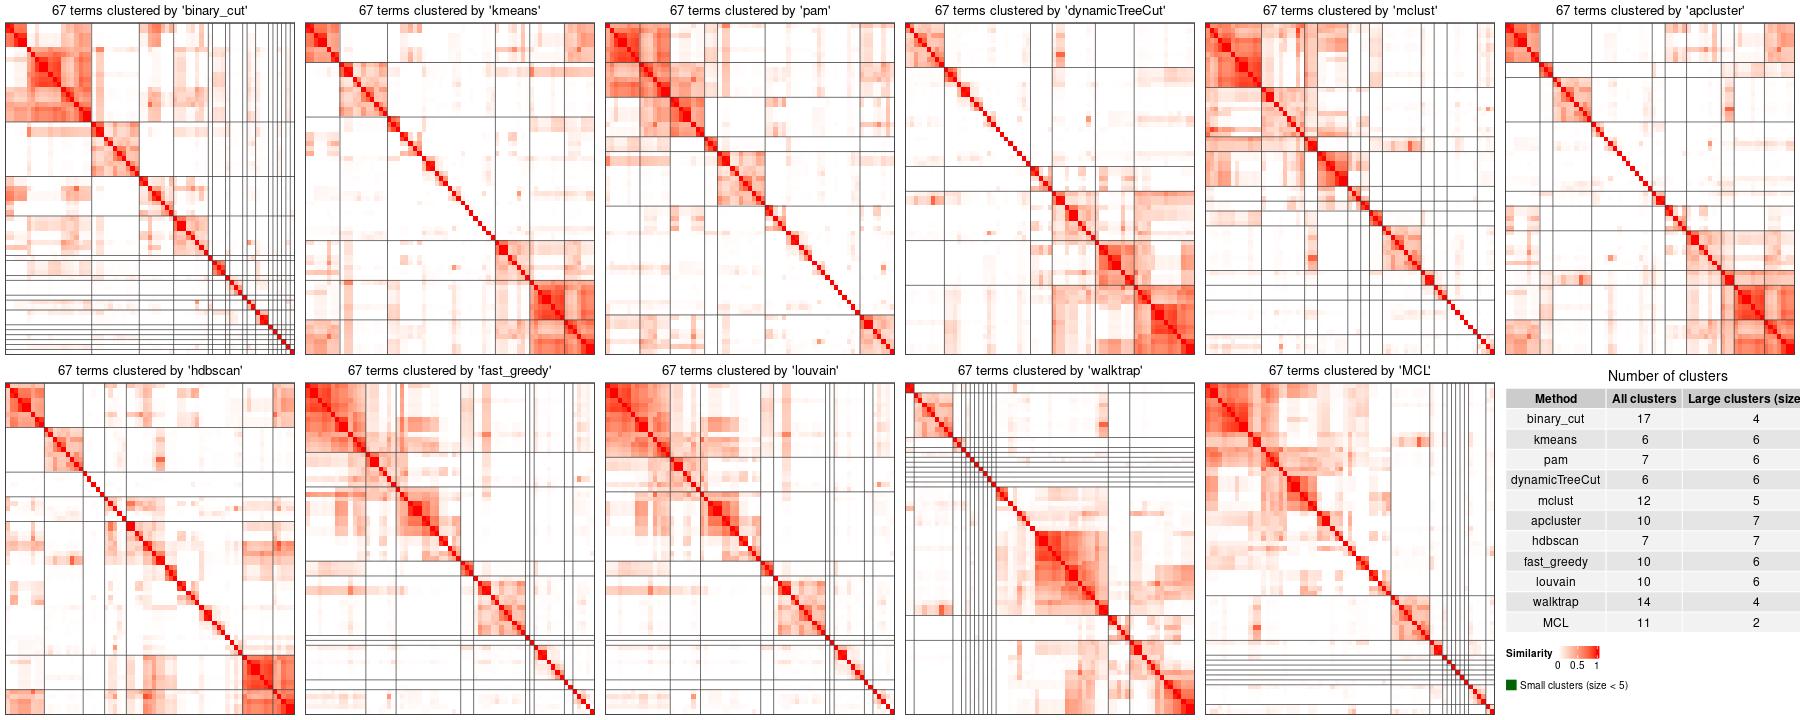 67 terms clustered by 'binary_cut'
67 terms clustered by 'kmeans'
67 terms clustered by 'pam'
67 terms clustered by 'dynamicTreeCut'
67 terms clustered by 'mclust'
67 terms clustered by 'apcluster'
67 terms clustered by 'hdbscan'
67 terms clustered by 'fast_greedy'
67 terms clustered by 'louvain'
67 terms clustered by 'walktrap'
67 terms clustered by 'MCL'
Number of clusters
Method All clusters Large clusters (size
binary_cut 17 4
kmeans 6 6
pam 7 6
dynamicTreeCut 6 6
mclust 12 5
apcluster 10 7
hdbscan 7 7
fast_greedy 10 6
louvain 10 6
walktrap 14 4
MCL 11 2
Similarity
0 0.5 1
Small clusters (size < 5)